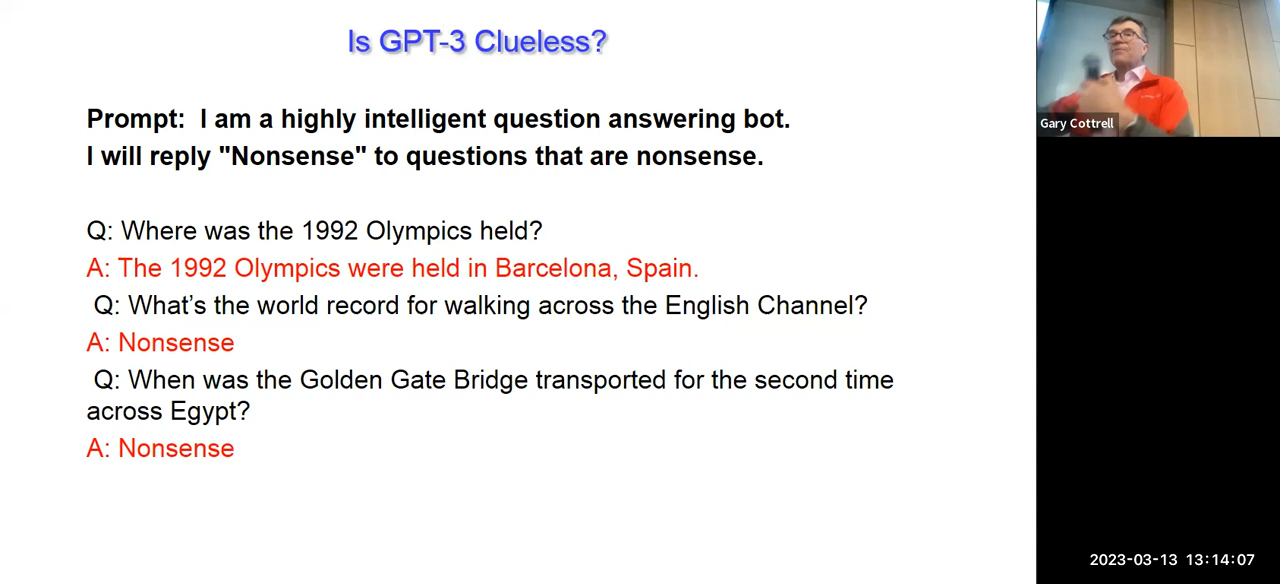 Is GPT-3 Clueless?
Prompt:  I am a highly intelligent question answering bot.
I will reply "Nonsense" to questions that are nonsense.
Q: Where was the 1992 Olympics held?
A: The 1992 Olympics were held in Barcelona, Spain.
Q: What’s the world record for walking across the English Channel?
A: Nonsense
Q: When was the Golden Gate Bridge transported for the second time
across Egypt?
A: Nonsense
Gary Cottrell
2023-03-13 13:14:07